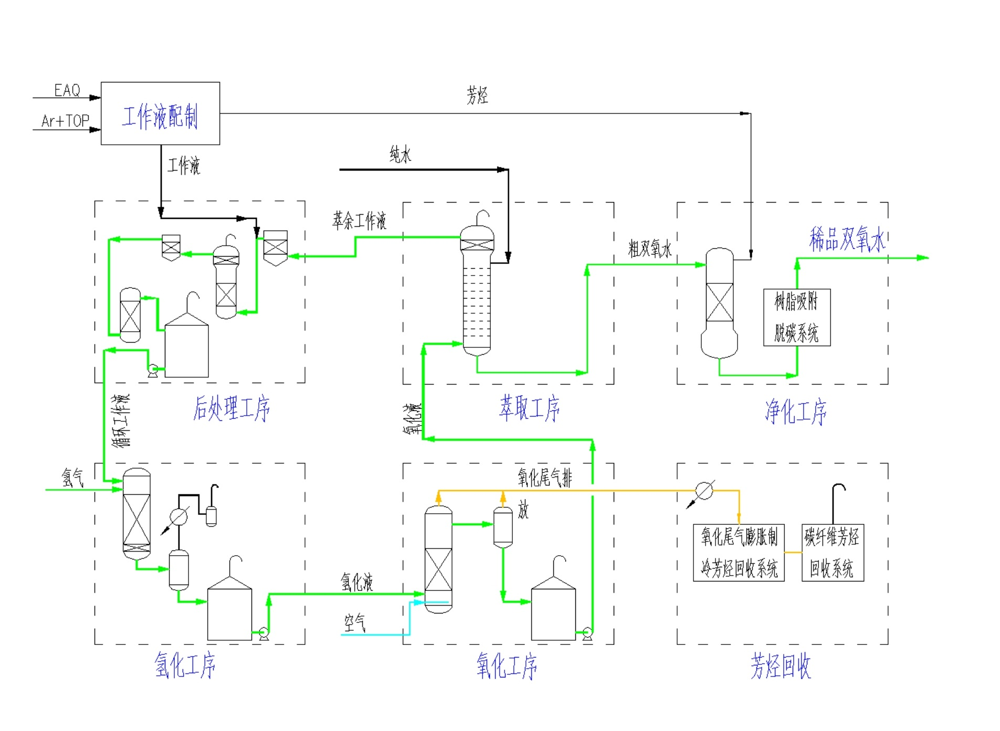 EAQ
Ar+TOP
工作液配制
芳烃
工作液
纯水
萃余工作液
粗双氧水
稀品双氧水
树脂吸附
脱碳系统
后处理工序
萃取工序
净化工序
循环工作液
氧化液
氢气
氧化尾气排
放
氧化尾气膨胀制
冷芳烃回收系统
碳纤维芳烃
回收系统
氢化液
空气
氢化工序
氧化工序
芳烃回收